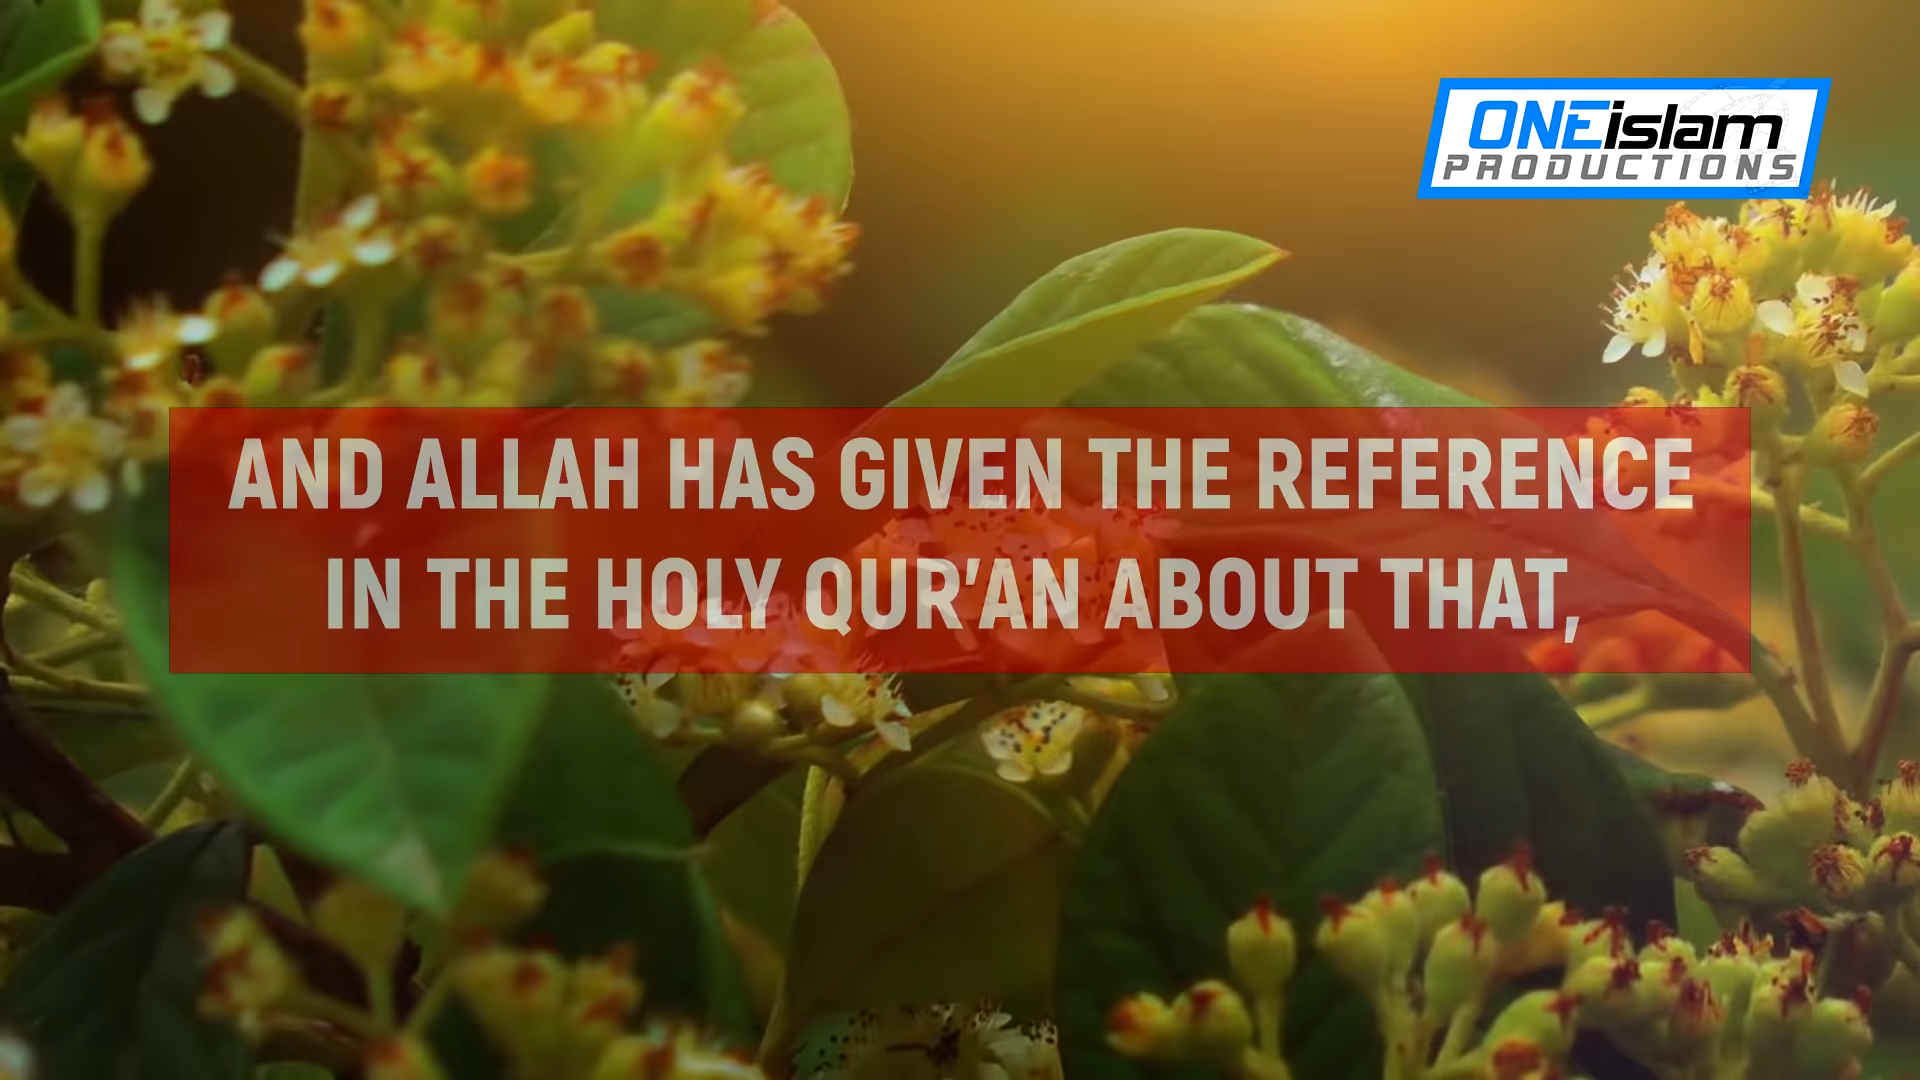 ONEislam
PRODUCTIONS
AND ALLAH HAS GIVEN THE REFERENCE
IN THE HOLY QUR'AN ABOUT THAT,